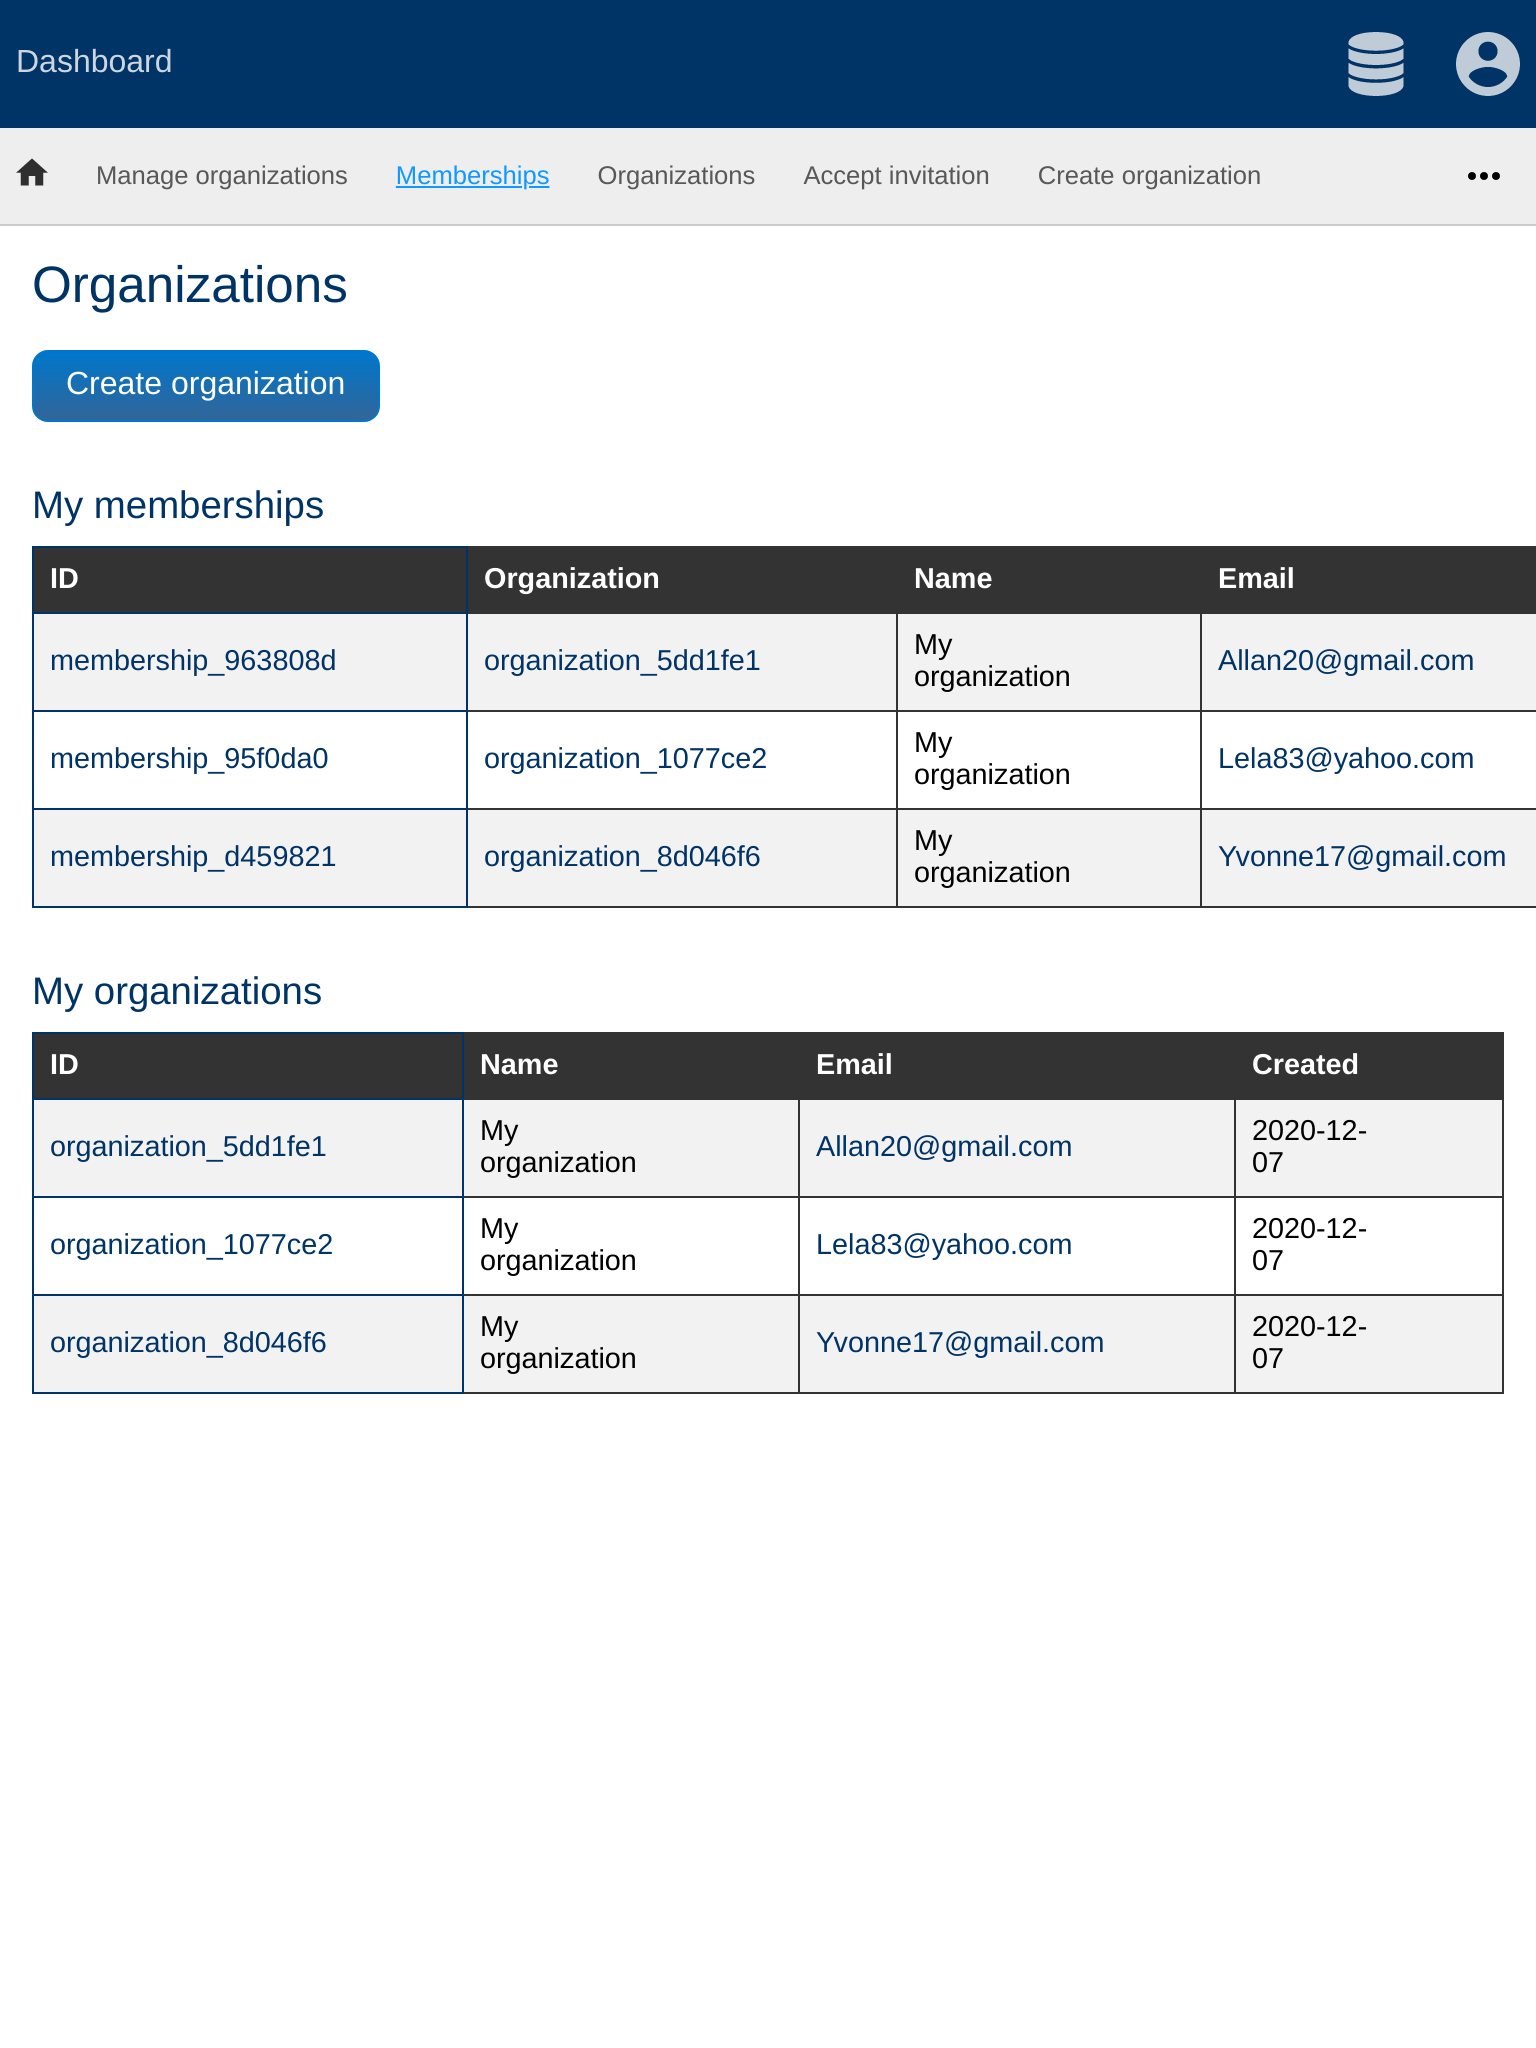 Dashboard
Manage organizations Memberships Organizations Accept invitation Create organization
Organizations
Create organization
My memberships
ID Organization Name Email
membership_963808d organization_5dd1fe1 My organization Allan20@gmail.com
membership_95f0da0 organization_1077ce2 My organization Lela83@yahoo.com
membership_d459821 organization_8d046f6 My organization Yvonne17@gmail.com
My organizations
ID Name Email Created
organization_5dd1fe1 My organization Allan20@gmail.com 2020-12-07
organization_1077ce2 My organization Lela83@yahoo.com 2020-12-07
organization_8d046f6 My organization Yvonne17@gmail.com 2020-12-07